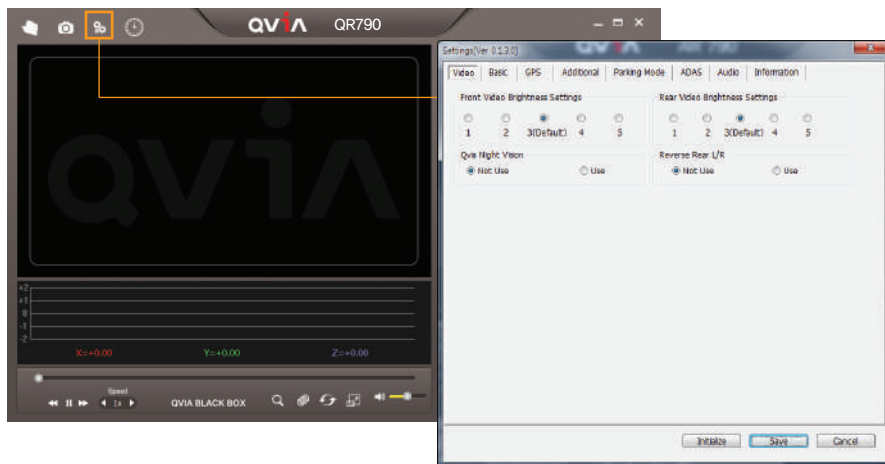 QVIA QR790
QVIA
+2
+1
0
-1
-2
X=+0.00 Y=+0.00 Z=+0.00
Speed
1x
QVIA BLACK BOX
Settings[Ver 0.1.3.0]
Video Basic GPS Additional Parking Mode ADAS Audio Information
Front Video Brightness Settings
1 2 3(Default) 4 5
Rear Video Brightness Settings
1 2 3(Default) 4 5
Qvia Night Vision
Not Use Use
Reverse Rear L/R
Not Use Use
Initialize Save Cancel